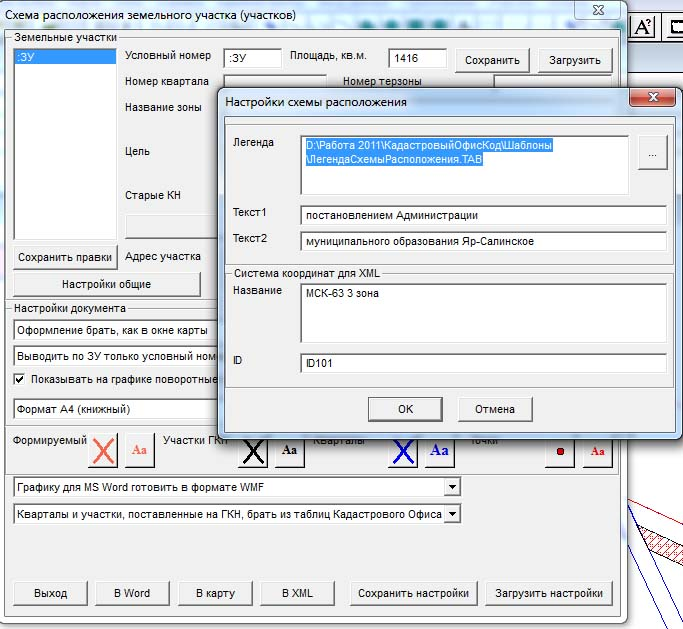 Схема расположения земельного участка (участков)
A?
Земельные участки
:ЗУ
Условный номер
:ЗУ
Площадь, кв.м.
1416
Сохранить
Загрузить
Номер квартала
Номер терзоны
Название зоны
Цель
Старые КН
Сохранить правки
Адрес участка
Настройки общие
Настройки схемы расположения
Легенда
D:\Работа 2011\КадастровыйОфисКод\Шаблоны
\ЛегендаСхемыРасположения.TAB
...
Текст1
постановлением Администрации
Текст2
муниципального образования Яр-Салинское
Система координат для XML
Название
МСК-63 3 зона
ID
ID101
OK
Отмена
Настройки документа
Оформление брать, как в окне карты
Выводить по ЗУ только условный ном
Показывать на графике поворотные
Формат А4 (книжный)
Формируемый
Aa
Участки ГКН
Aa
Кварталы
Aa
Точки
Aa
Графику для MS Word готовить в формате WMF
Кварталы и участки, поставленные на ГКН, брать из таблиц Кадастрового Офиса
Выход
В Word
В карту
В XML
Сохранить настройки
Загрузить настройки